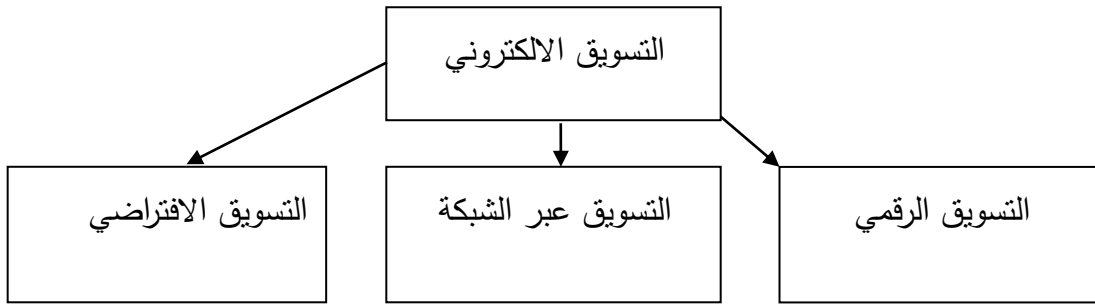 التسويق الالكتروني
التسويق الرقمي
التسويق عبر الشبكة
التسويق الافتراضي